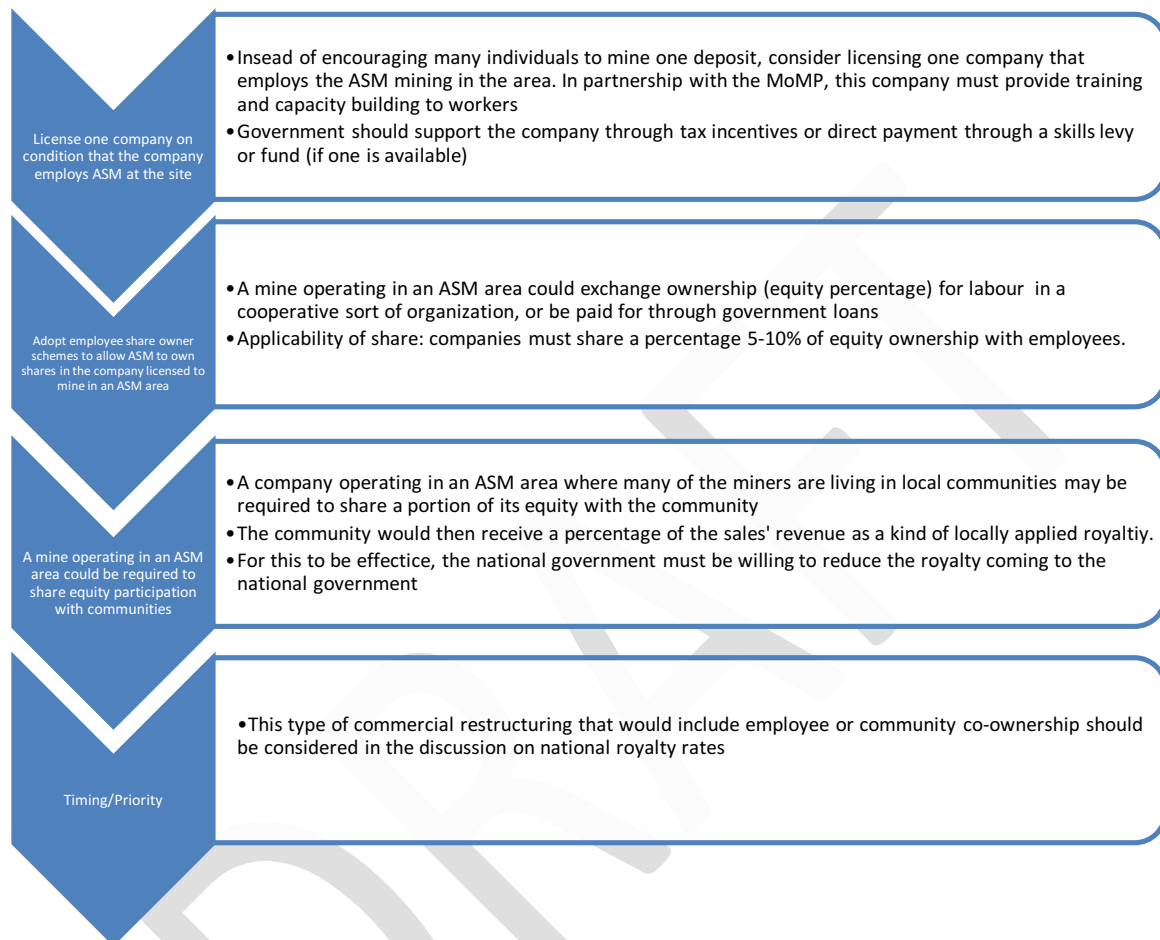 License one company on
condition that the company
employs ASM at the site
•Insead of encouraging many individuals to mine one deposit, consider licensing one company that
employs the ASM mining in the area. In partnership with the MoMP, this company must provide training
and capacity building to workers
•Government should support the company through tax incentives or direct payment through a skills levy
or fund (if one is available)
Adopt employee share owner
schemes to allow ASM to own
shares in the company licensed to
mine in an ASM area
•A mine operating in an ASM area could exchange ownership (equity percentage) for labour in a
cooperative sort of organization, or be paid for through government loans
•Applicability of share: companies must share a percentage 5-10% of equity ownership with employees.
A mine operating in an ASM
area could be required to
share equity participation
with communities
•A company operating in an ASM area where many of the miners are living in local communities may be
required to share a portion of its equity with the community
•The community would then receive a percentage of the sales' revenue as a kind of locally applied royaltiy.
•For this to be effectice, the national government must be willing to reduce the royalty coming to the
national government
Timing/Priority
•This type of commercial restructuring that would include employee or community co-ownership should
be considered in the discussion on national royalty rates
DRAFT